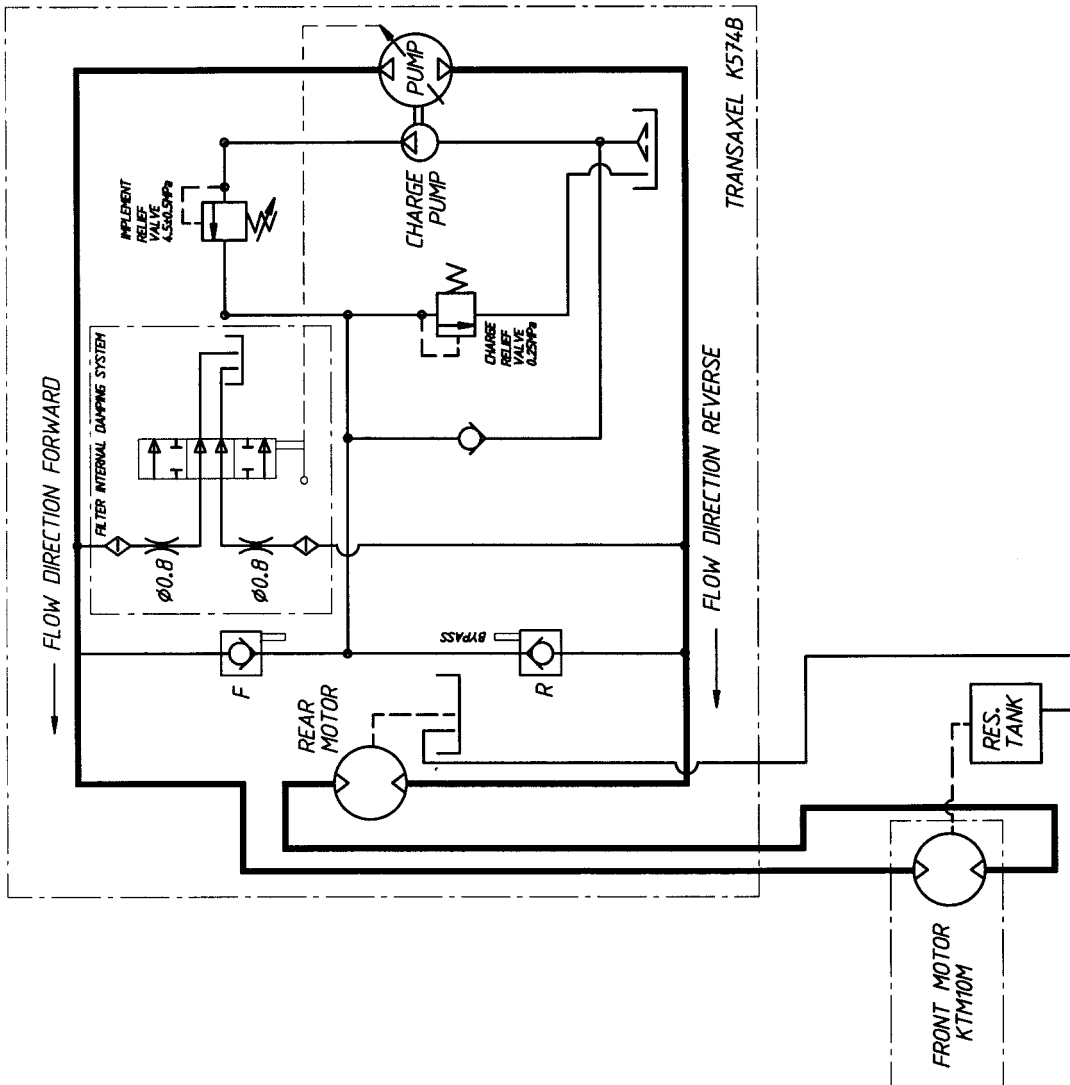 TRANSAXEL K574B
PUMP
CHARGE
PUMP
IMPLEMENT
RELIEF
VALVE
4.5±0.5MPa
CHARGE
RELIEF
VALVE
0.25MPa
FILTER INTERNAL DAMPING SYSTEM
FLOW DIRECTION FORWARD
FLOW DIRECTION REVERSE
Ø0.8
Ø0.8
F
BYPASS
R
REAR
MOTOR
RES.
TANK
FRONT MOTOR
KTM10M